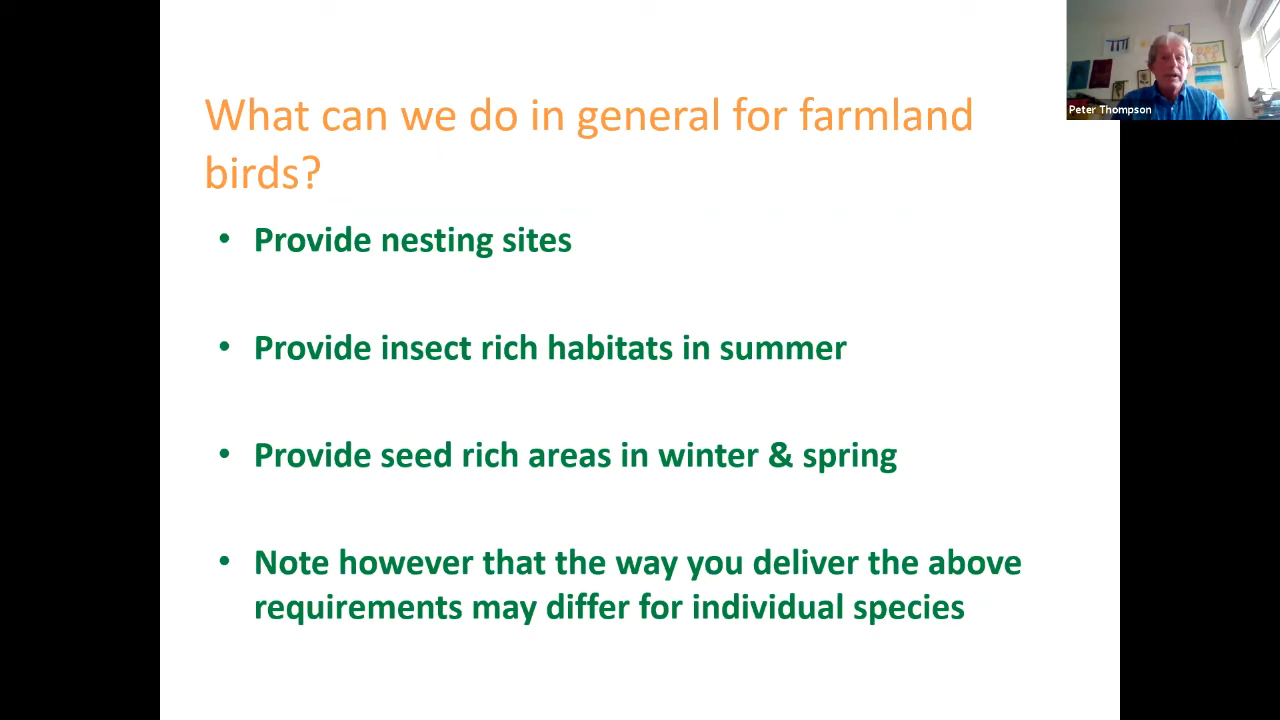 What can we do in general for farmland
birds?
• Provide nesting sites
• Provide insect rich habitats in summer
• Provide seed rich areas in winter & spring
• Note however that the way you deliver the above
requirements may differ for individual species
Peter Thompson